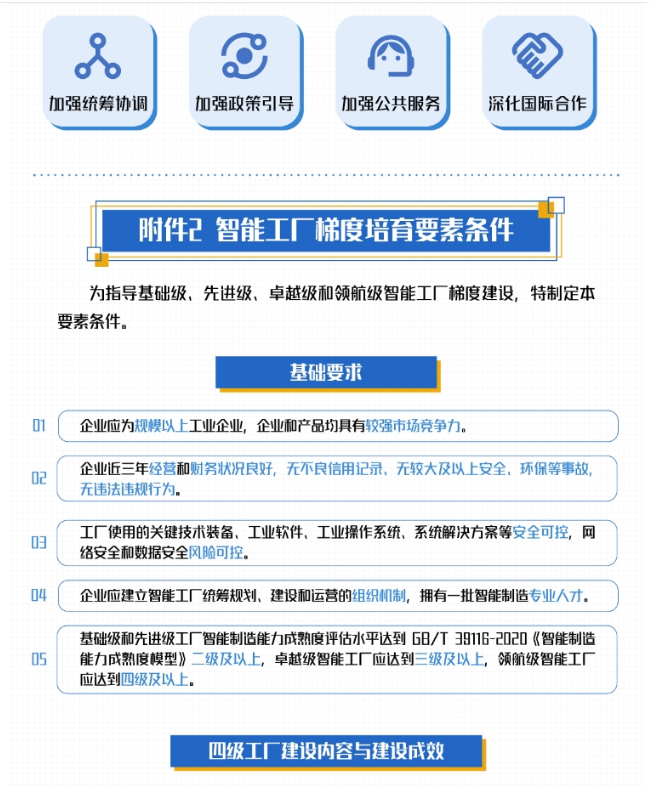 加强统筹协调
加强政策引导
加强公共服务
深化国际合作
附件2 智能工厂梯度培育要素条件
为指导基础级、先进级、卓越级和领航级智能工厂梯度建设，特制定本
要素条件。
基础要求
01
企业应为规模以上工业企业，企业和产品均具有较强市场竞争力。
02
企业近三年经营和财务状况良好，无不良信用记录、无较大及以上安全、环保等事故，
无违法违规行为。
03
工厂使用的关键技术装备、工业软件、工业操作系统、系统解决方案等安全可控，网
络安全和数据安全风险可控。
04
企业应建立智能工厂统筹规划、建设和运营的组织机制，拥有一批智能制造专业人才。
05
基础级和先进级工厂智能制造能力成熟度评估水平达到 GB/T 39116-2020《智能制造
能力成熟度模型》二级及以上，卓越级智能工厂应达到三级及以上，领航级智能工厂
应达到四级及以上。
四级工厂建设内容与建设成效